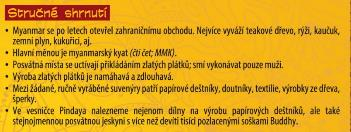 Stručné shrnutí
• Myanmar se po letech otevřel zahraničnímu obchodu. Nejvíce vyváží teakové dřevo, rýži, kaučuk,
zemní plyn, kukuřici, aj.
• Hlavní měnou je myanmarský kyat (čti čet; MMK).
• Posvátná místa se uctívají přikládáním zlatých plátků; smí vykonávat pouze muži.
• Výroba zlatých plátků je namáhavá a zdlouhavá.
• Mezi žádané, ručně vyráběné suvenýry patří papírové deštníky, doutníky, textilie, výrobky ze dřeva,
šperky.
• Ve vesničce Pindaya nalezneme nejenom dílny na výrobu papírových deštníků, ale také
stejnojmennou posvátnou jeskyni s více než devíti tisíci pozlacenými soškami Buddhy.